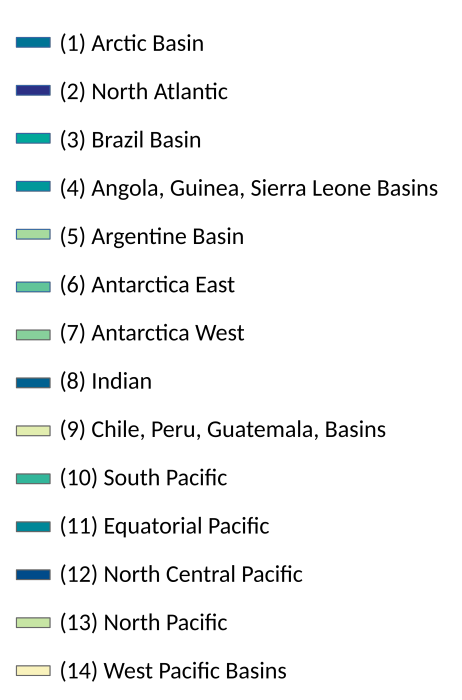 (1) Arctic Basin
(2) North Atlantic
(3) Brazil Basin
(4) Angola, Guinea, Sierra Leone Basins
(5) Argentine Basin
(6) Antarctica East
(7) Antarctica West
(8) Indian
(9) Chile, Peru, Guatemala, Basins
(10) South Pacific
(11) Equatorial Pacific
(12) North Central Pacific
(13) North Pacific
(14) West Pacific Basins